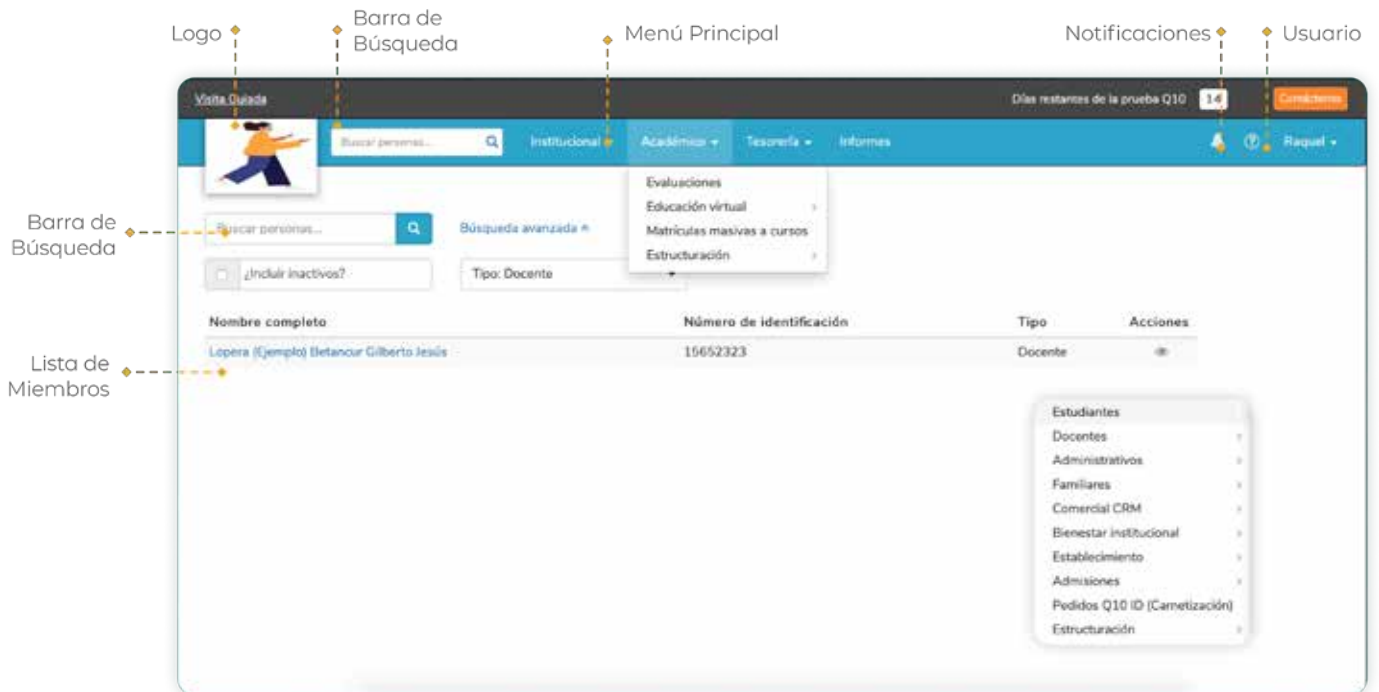 Logo
Barra de
Búsqueda
Menú Principal
Notificaciones
Usuario
Visita Guiada
Días restantes de la prueba Q10 14
Buscar personas...
Institucional
Académico
Tesorería
Informes
Raquel
Evaluaciones
Educación virtual
Matrículas masivas a cursos
Estructuración
Barra de
Búsqueda
Buscar personas...
Búsqueda avanzada
¿Incluir inactivos?
Tipo: Docente
Nombre completo
Número de identificación
Tipo
Acciones
Lopera (Ejemplo) Betancur Gilberto Jesús
15652323
Docente
Lista de
Miembros
Estudiantes
Docentes
Administrativos
Familiares
Comercial CRM
Bienestar institucional
Establecimiento
Admisiones
Pedidos Q10 ID (Carnetización)
Estructuración